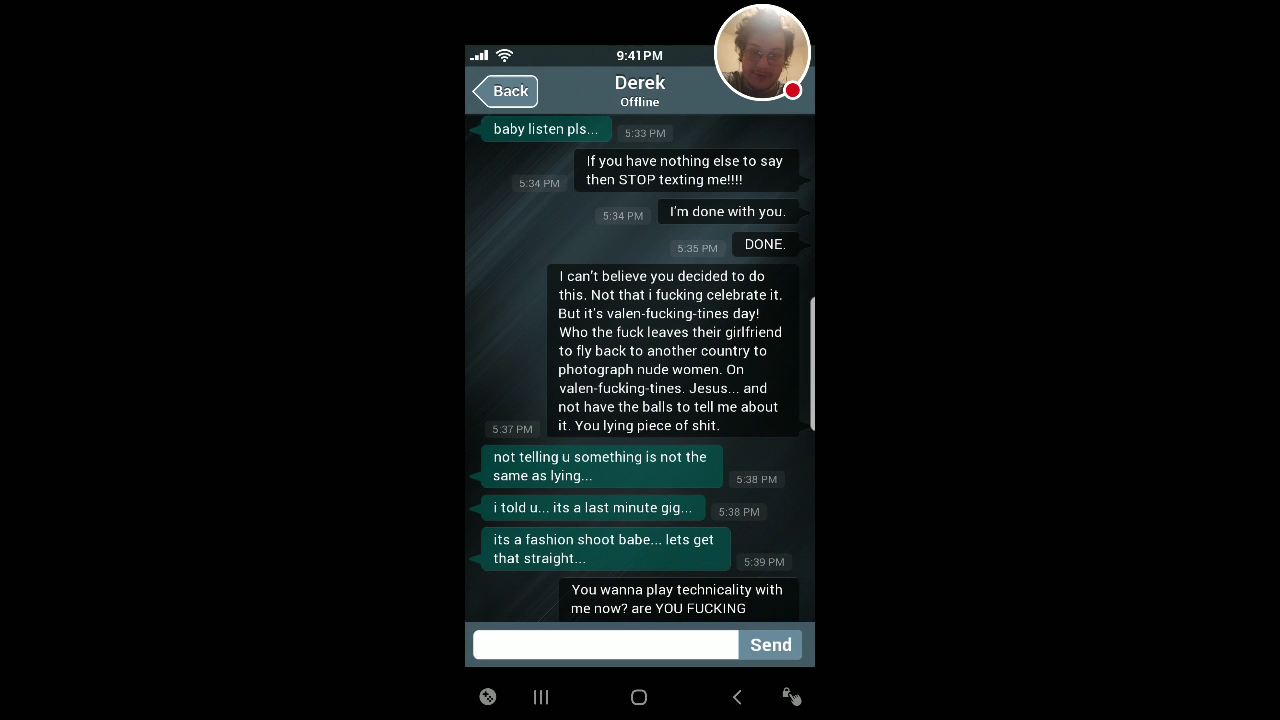 9:41PM
Back
Derek
Offline
baby listen pls...
5:33 PM
If you have nothing else to say
then STOP texting me!!!!
5:34 PM
I'm done with you.
5:34 PM
DONE.
5:35 PM
I can't believe you decided to do
this. Not that i fucking celebrate it.
But it's valen-fucking-tines day!
Who the fuck leaves their girlfriend
to fly back to another country to
photograph nude women. On
valen-fucking-tines. Jesus... and
not have the balls to tell me about
it. You lying piece of shit.
5:37 PM
not telling u something is not the
same as lying...
5:38 PM
i told u... its a last minute gig...
5:38 PM
its a fashion shoot babe... lets get
that straight...
5:39 PM
You wanna play technicality with
me now? are YOU FUCKING
Send